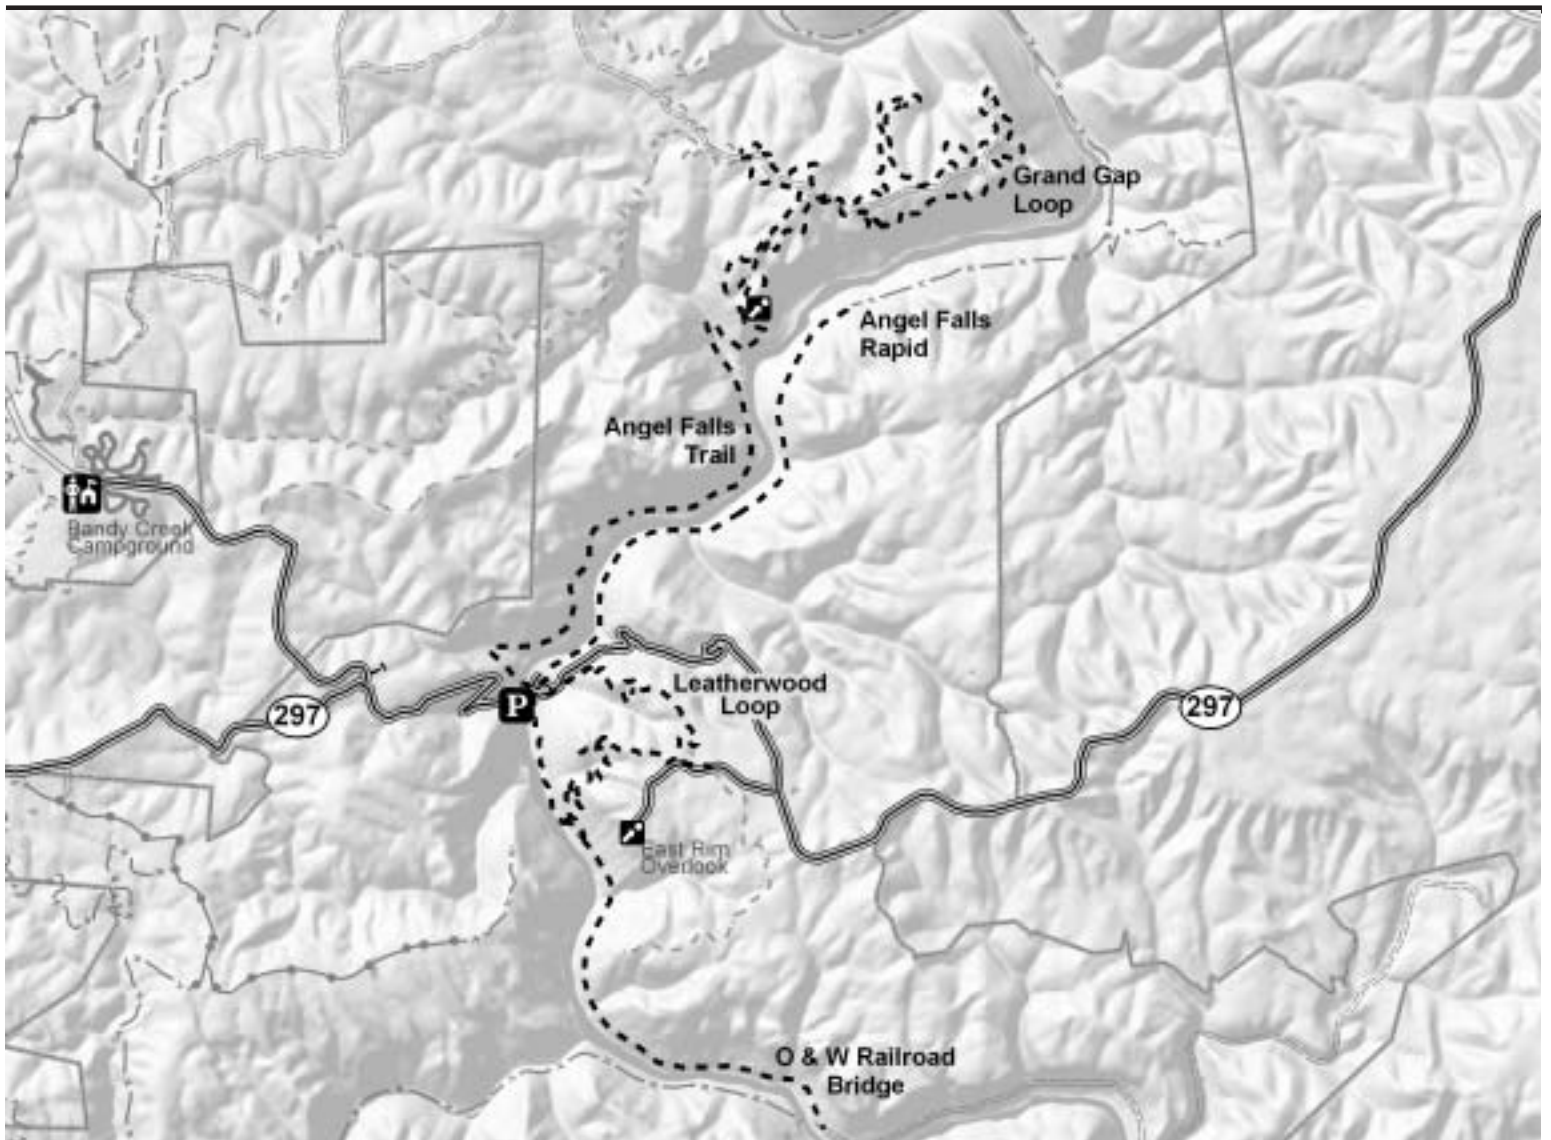 Grand Gap
Loop
Angel Falls
Rapid
Angel Falls
Trail
Bandy Creek
Campground
Leatherwood
Loop
P
297
297
East Rim
Overlook
O & W Railroad
Bridge